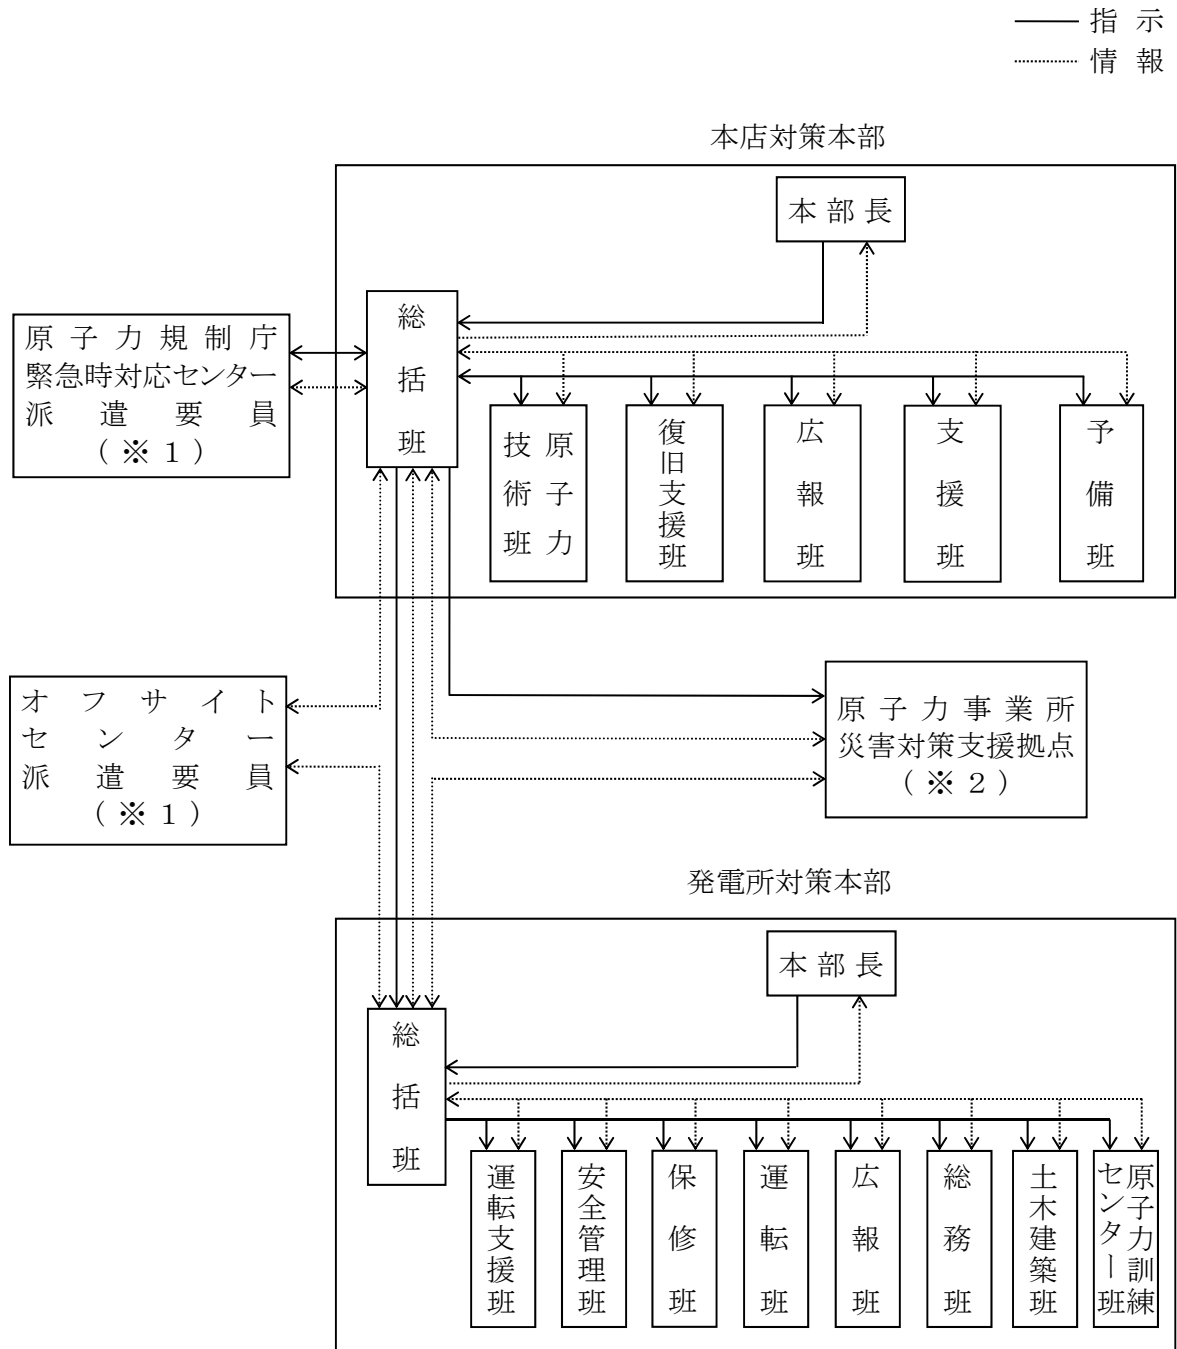 指示
情報
本店対策本部
本部長
総括班
原子力規制庁
緊急時対応センター
派遣要員
(※1)
原子力
技術班
復旧支援班
広報班
支援班
予備班
オフサイト
センター
派遣要員
(※1)
原子力事業所
災害対策支援拠点
(※2)
発電所対策本部
本部長
総括班
運転支援班
安全管理班
保修班
運転班
広報班
総務班
土木建築班
原子力訓練
センター班